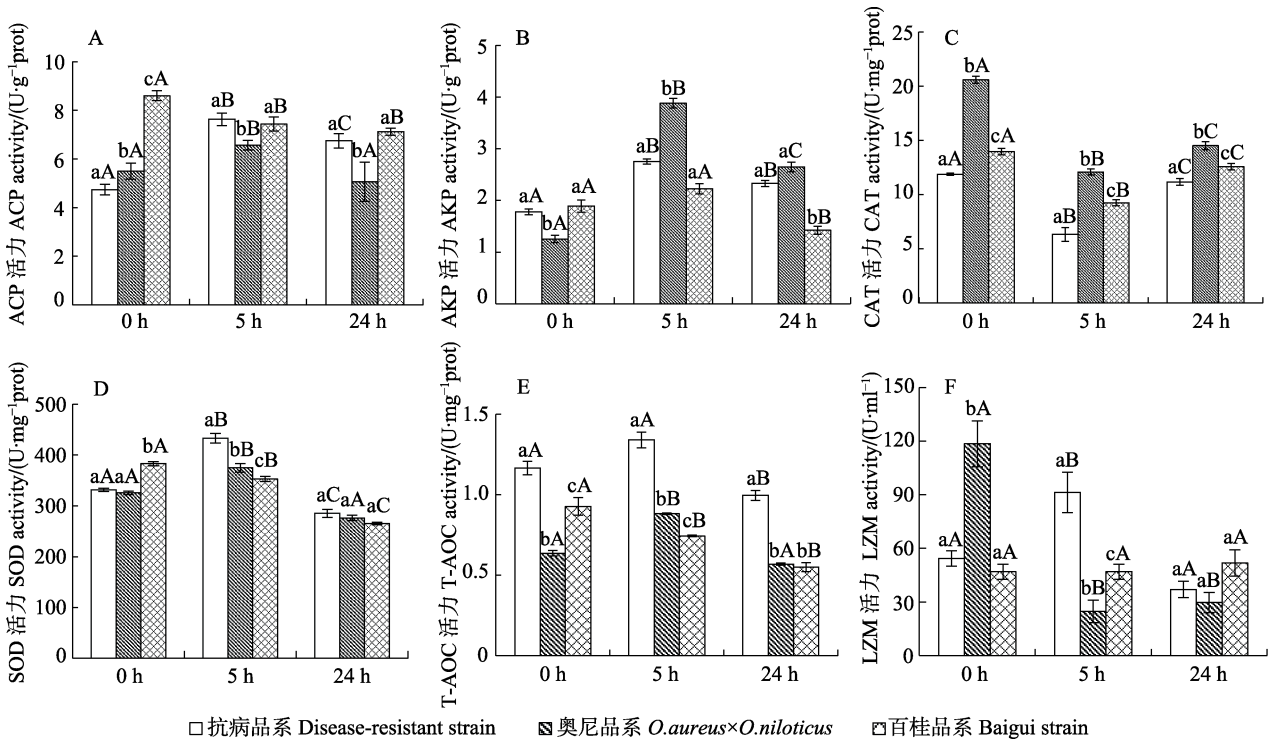 A
ACP 活力 ACP activity/(U·g⁻¹prot)
10
8
6
4
2
0
aA
bA
cA
aB
bB
aB
aC
bA
aB
0 h
5 h
24 h
B
AKP 活力 AKP activity/(U·g⁻¹prot)
5
4
3
2
1
0
aA
bA
aA
aB
bB
aA
aB
aC
bB
0 h
5 h
24 h
C
CAT 活力 CAT activity/(U·mg⁻¹prot)
25
20
15
10
5
0
aA
bA
cA
aB
bB
cB
aC
bC
cC
0 h
5 h
24 h
D
SOD 活力 SOD activity/(U·mg⁻¹prot)
500
400
300
200
100
0
aA
aA
bA
aB
bB
cB
aC
aA
aC
0 h
5 h
24 h
E
T-AOC 活力 T-AOC activity/(U·mg⁻¹prot)
1.5
1.0
0.5
0
aA
bA
cA
aA
bB
cB
aB
bA
bB
0 h
5 h
24 h
F
LZM 活力 LZM activity/(U·ml⁻¹)
150
120
90
60
30
0
aA
bA
aA
aB
bB
cA
aA
aB
aA
0 h
5 h
24 h
抗病品系 Disease-resistant strain
奥尼品系 O.aureus×O.niloticus
百桂品系 Baigui strain